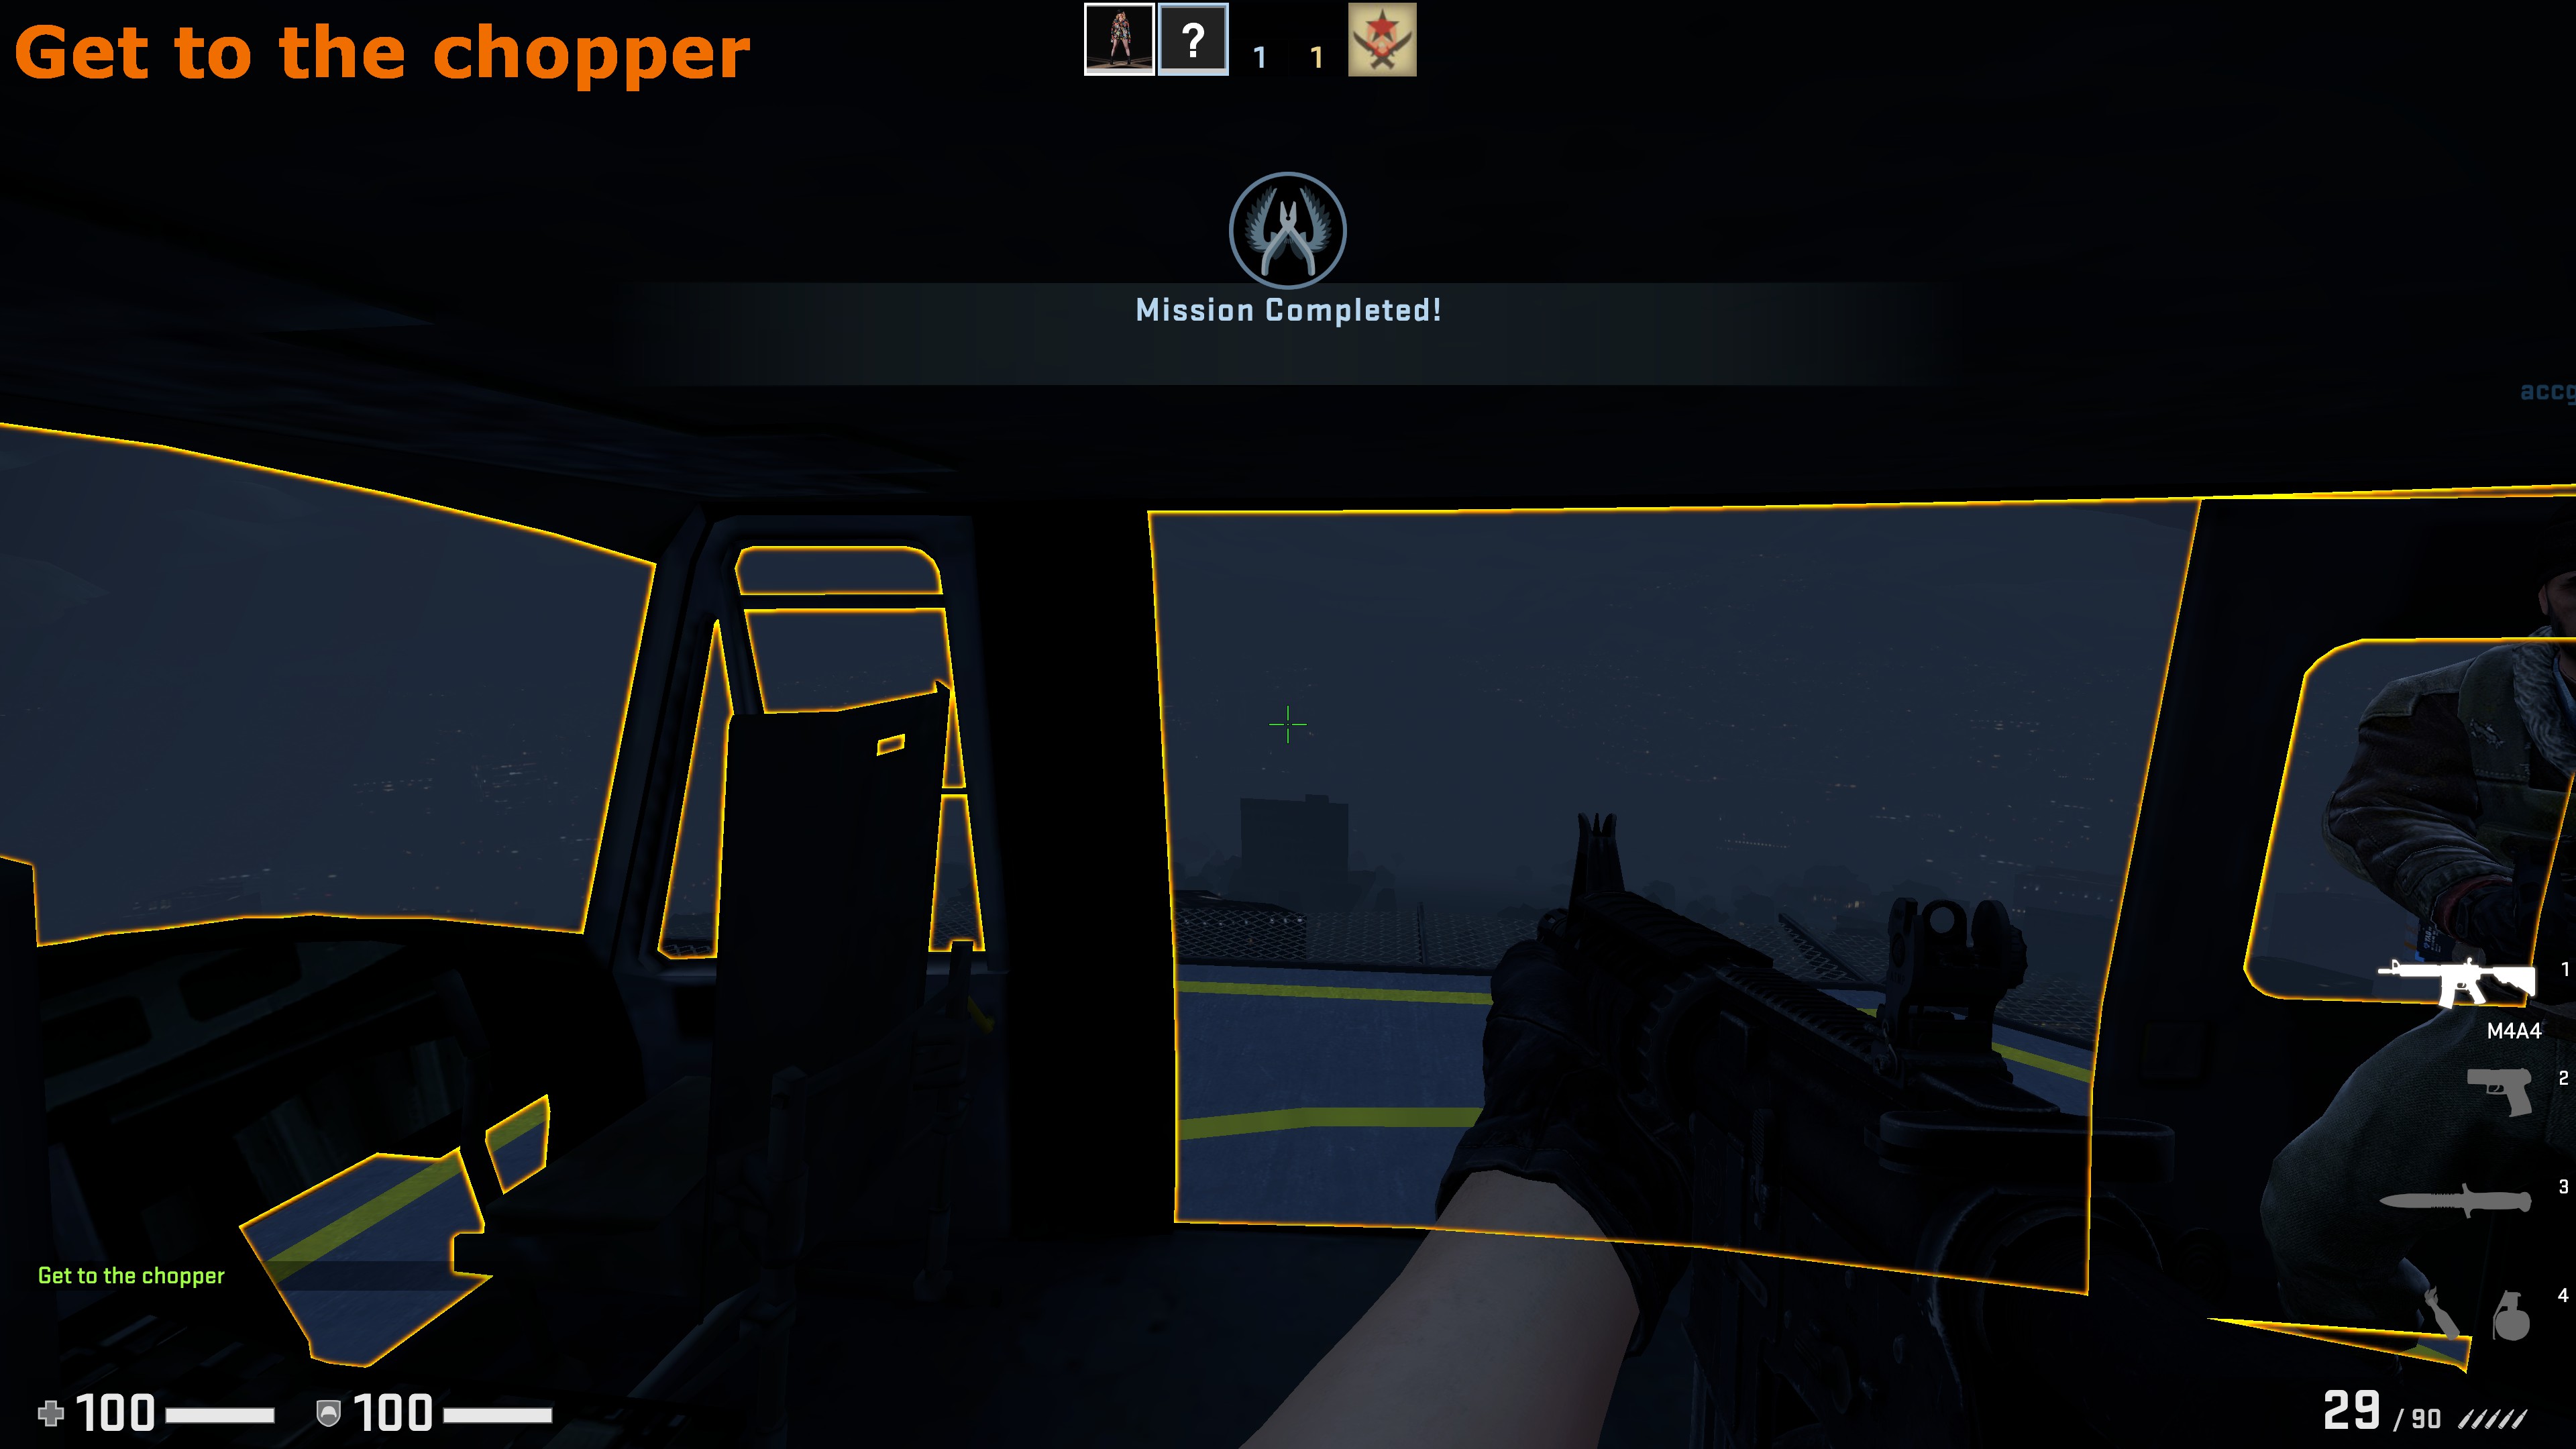 Get to the chopper
?
1 1
Mission Completed!
accg
1
M4A4
2
3
Get to the chopper
4
100
100
29 / 90